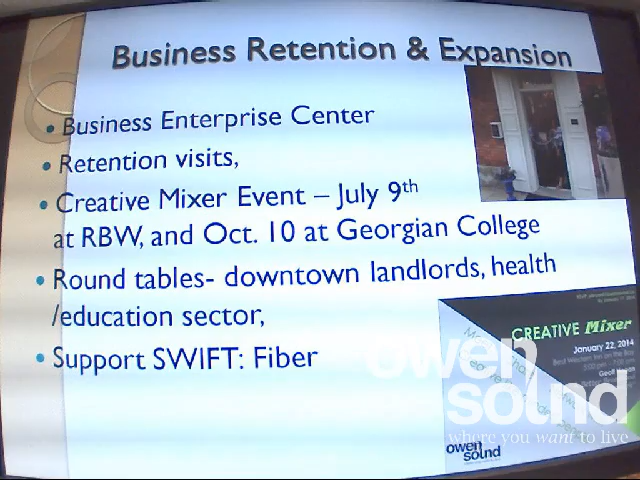 Business Retention & Expansion
Business Enterprise Center
Retention visits,
Creative Mixer Event – July 9th
at RBW, and Oct. 10 at Georgian College
Round tables- downtown landlords, health
/education sector,
Support SWIFT: Fiber
CREATIVE Mixer
January 22, 2014
owen
sound
where you want to live
owen
sound